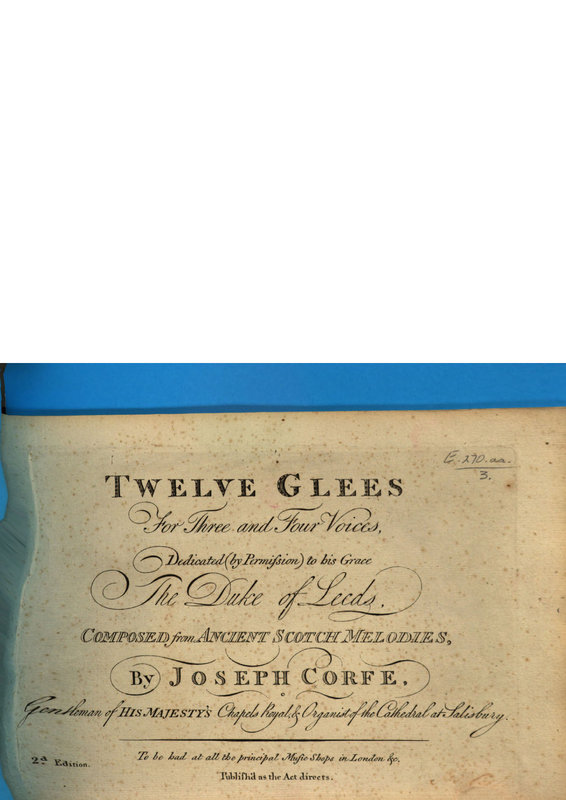 E.270.aa.
3.
TWELVE GLEES
For Three and Four Voices,
Dedicated (by Permiſsion) to his Grace
The Duke of Leeds.
COMPOSED from ANCIENT SCOTCH MELODIES,
By JOSEPH CORFE,
Gentleman of HIS MAJESTY'S Chapels Royal, & Organist of the Cathedral at Salisbury.
To be had at all the principal Muſic Shops in London &c.
2d Edition.
Publiſh'd as the Act directs.